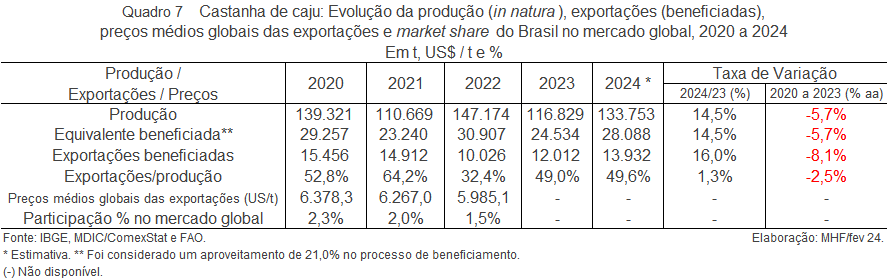 Quadro 7 Castanha de caju: Evolução da produção (in natura ), exportações (beneficiadas),
preços médios globais das exportações e market share do Brasil no mercado global, 2020 a 2024
Em t, US$ / t e %
Produção / Exportações / Preços 2020 2021 2022 2023 2024 * Taxa de Variação
2024/23 (%) 2020 a 2023 (% aa)
Produção 139.321 110.669 147.174 116.829 133.753 14,5% -5,7%
Equivalente beneficiada** 29.257 23.240 30.907 24.534 28.088 14,5% -5,7%
Exportações beneficiadas 15.456 14.912 10.026 12.012 13.932 16,0% -8,1%
Exportações/produção 52,8% 64,2% 32,4% 49,0% 49,6% 1,3% -2,5%
Preços médios globais das exportações (US/t) 6.378,3 6.267,0 5.985,1 - - - -
Participação % no mercado global 2,3% 2,0% 1,5% - - - -
Fonte: IBGE, MDIC/ComexStat e FAO. Elaboração: MHF/fev 24.
* Estimativa. ** Foi considerado um aproveitamento de 21,0% no processo de beneficiamento.
(-) Não disponível.